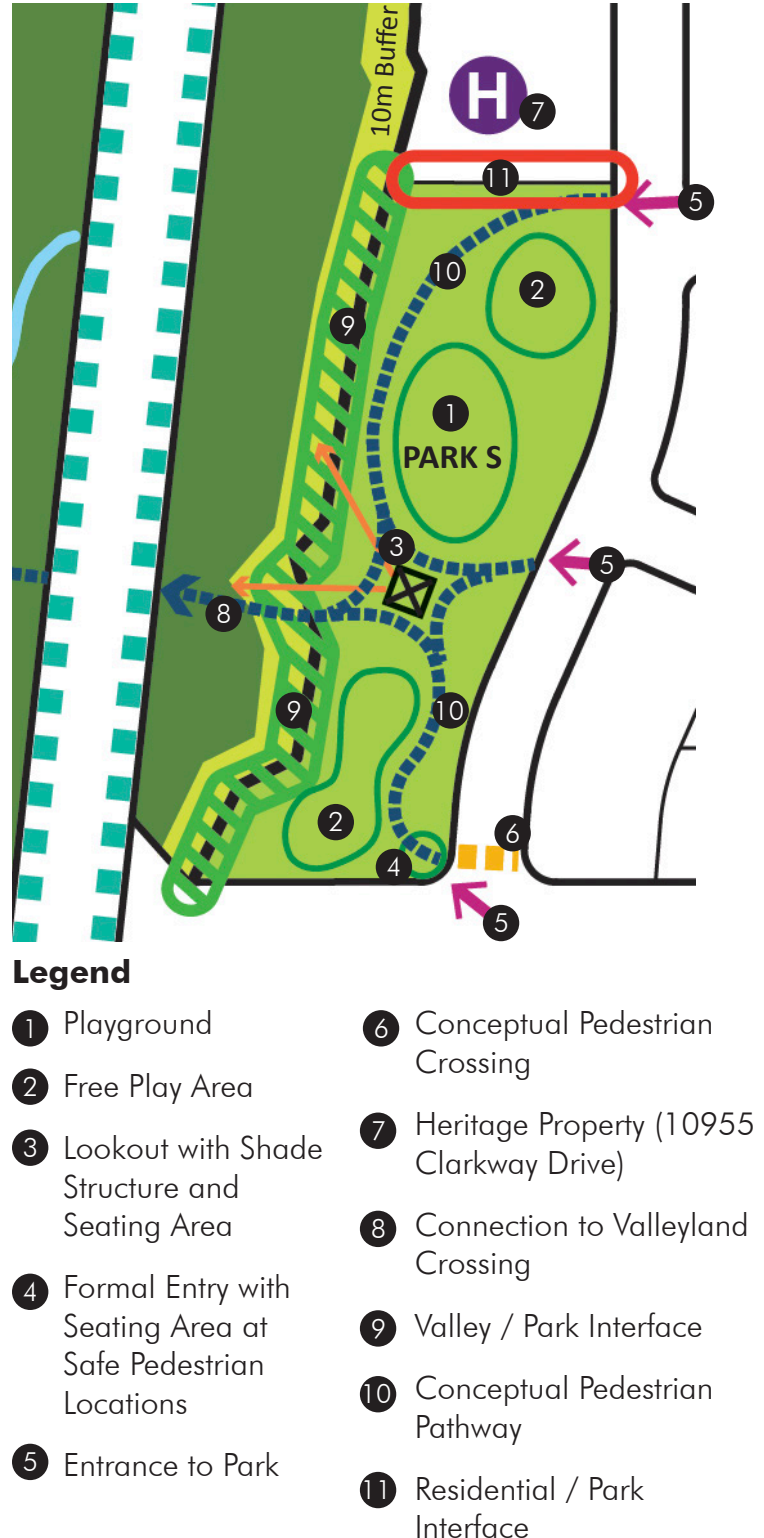 10m Buffer
H
7
11
5
10
2
9
1
PARK S
3
5
8
9
10
2
6
4
5
Legend
1 Playground
2 Free Play Area
3 Lookout with Shade
Structure and
Seating Area
4 Formal Entry with
Seating Area at
Safe Pedestrian
Locations
5 Entrance to Park
6 Conceptual Pedestrian
Crossing
7 Heritage Property (10955
Clarkway Drive)
8 Connection to Valleyland
Crossing
9 Valley / Park Interface
10 Conceptual Pedestrian
Pathway
11 Residential / Park
Interface